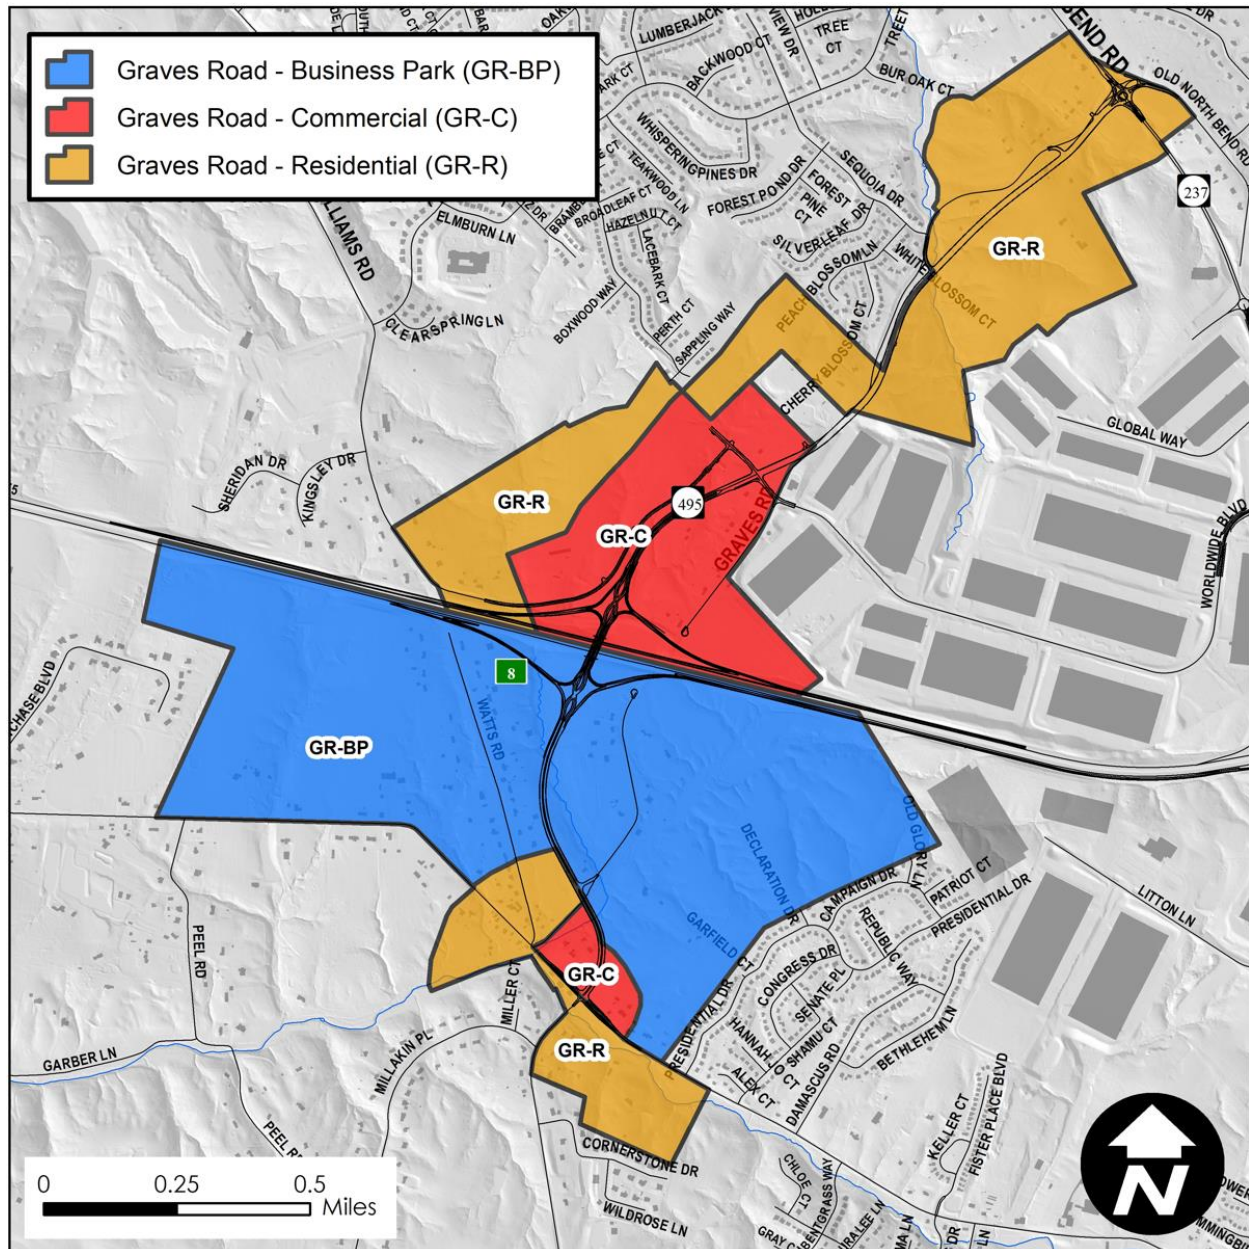 Graves Road - Business Park (GR-BP)
Graves Road - Commercial (GR-C)
Graves Road - Residential (GR-R)
LUMBERJACK
BACKWOOD CT
TREE
CT
BEND RD
OLD NORTH BEND RD
BUR OAK CT
WHISPERING PINES DR
TEAKWOOD LN
BROADLEAF CT
HAZELNUT CT
LACEBARK CT
FOREST POND DR
FOREST
PINE
CT
SEQUOIA DR
SILVERLEAF DR
237
ELMBURN LN
BOXWOOD WAY
PERTH CT
SAPPLING WAY
PEACH BLOSSOM LN
WHITE BLOSSOM CT
GR-R
CLEARSPRING LN
CHERRY BLOSSOM CT
GLOBAL WAY
SHERIDAN DR
KINGSLEY DR
GR-R
495
GR-C
GRAVES RD
WORLDWIDE BLVD
8
CHASE BLVD
WATTS RD
GR-BP
OLD GLORY LN
DECLARATION DR
CAMPAIGN DR
PATRIOT CT
PRESIDENTIAL DR
LITTON LN
GARFIELD CT
REPUBLIC WAY
PEEL RD
CONGRESS DR
SENATE PL
GR-C
MILLER CT
PRESIDENTIAL DR
HANNAH JO CT
SHAMU CT
BETHLEHEM LN
GR-R
GARBER LN
MILLAKIN PL
ALEX CT
DAMASCUS RD
KELLER CT
FISTER PLACE BLVD
CORNERSTONE DR
CHLOE CT
BENTGRASS WAY
WILDROSE LN
0 0.25 0.5
Miles
N